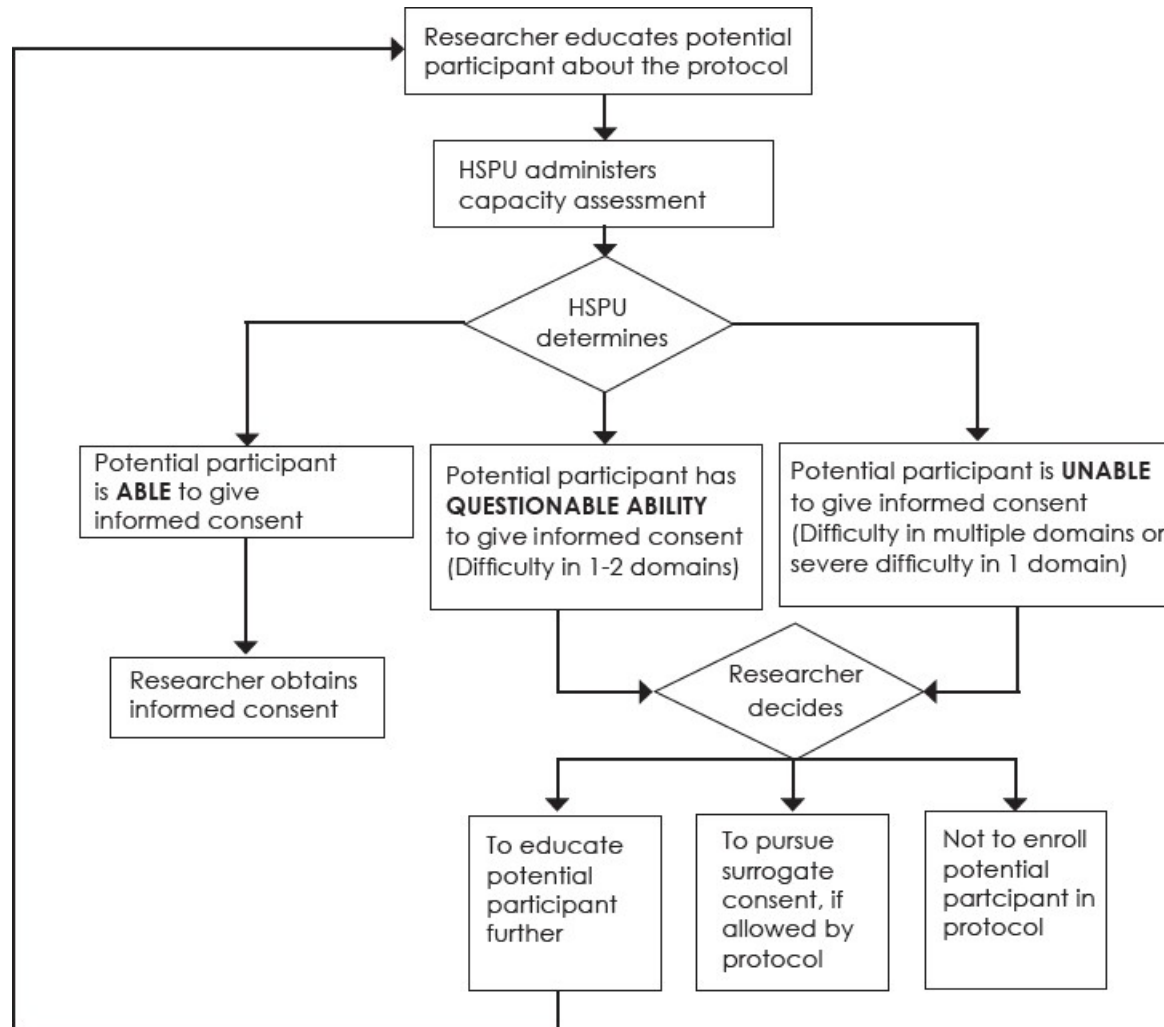 Researcher educates potential
participant about the protocol
HSPU administers
capacity assessment
HSPU
determines
Potential participant
is ABLE to give
informed consent
Potential participant has
QUESTIONABLE ABILITY
to give informed consent
(Difficulty in 1-2 domains)
Potential participant is UNABLE
to give informed consent
(Difficulty in multiple domains or
severe difficulty in 1 domain)
Researcher obtains
informed consent
Researcher
decides
To educate
potential
participant
further
To pursue
surrogate
consent, if
allowed by
protocol
Not to enroll
potential
partcipant in
protocol